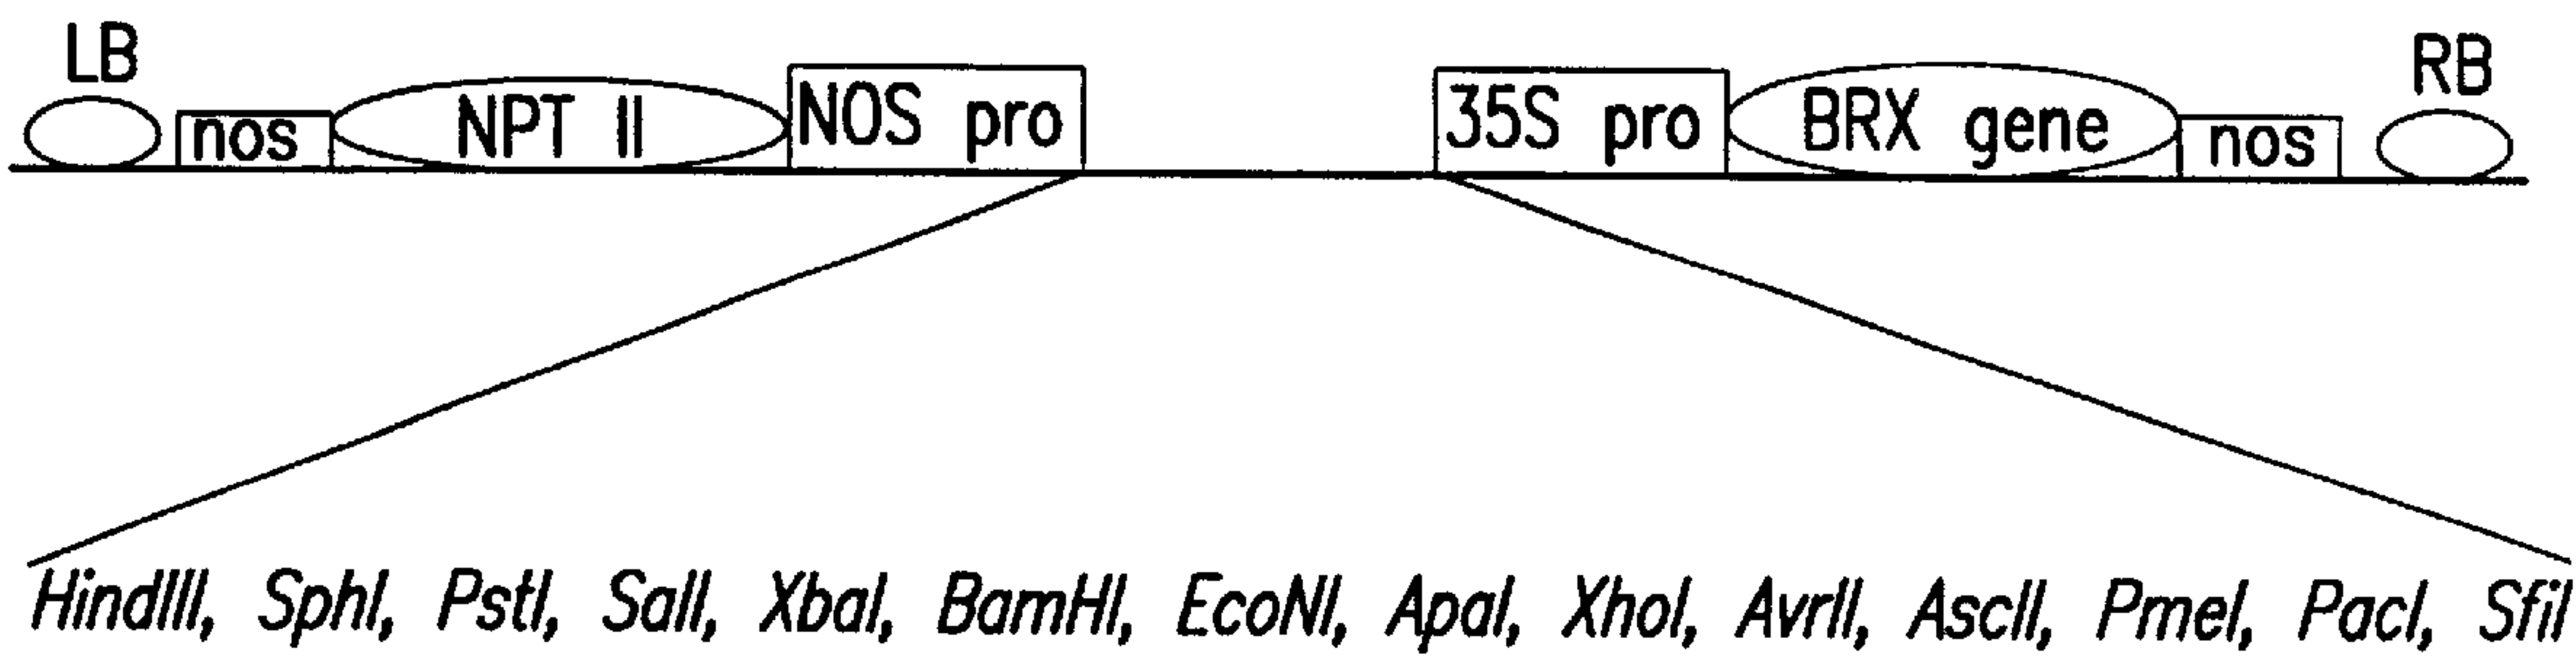 LB RB
nos NPT II NOS pro 35S pro BRX gene nos
HindIII, SphI, PstI, SalI, XbaI, BamHI, EcoNI, ApaI, XhoI, AvrII, AscII, PmeI, PacI, SfiI